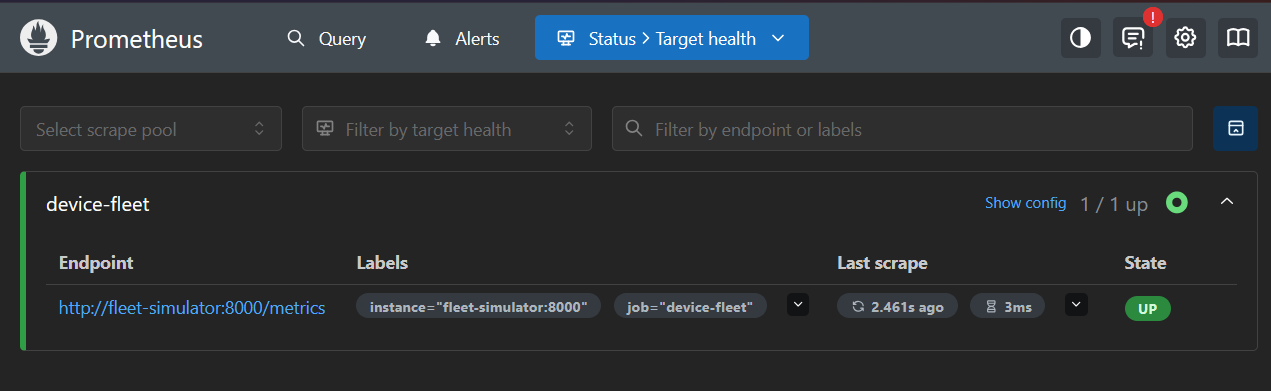 Prometheus Query Alerts Status > Target health !
Select scrape pool Filter by target health Filter by endpoint or labels
device-fleet Show config 1 / 1 up
Endpoint Labels Last scrape State
http://fleet-simulator:8000/metrics instance="fleet-simulator:8000" job="device-fleet" 2.461s ago 3ms UP